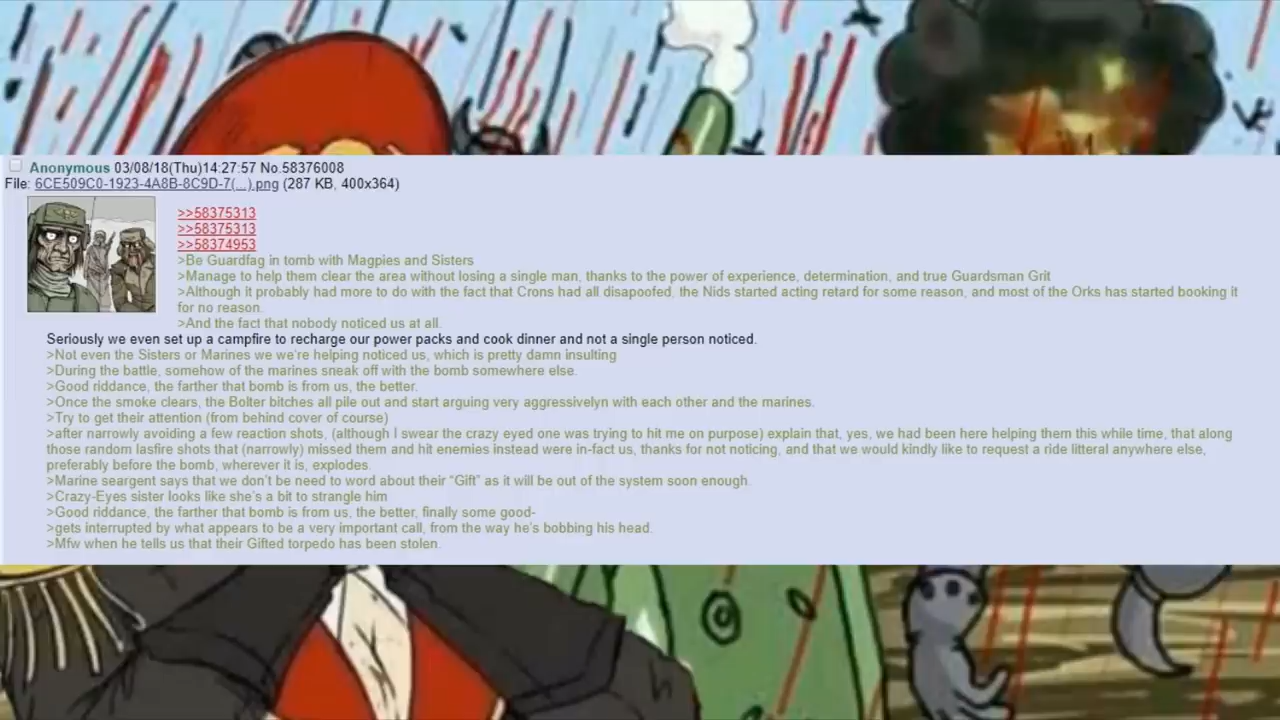 Anonymous 03/08/18(Thu)14:27:57 No.58376008
File: 6CE509C0-1923-4A8B-8C9D-7(...).png (287 KB, 400x364)
>>58375313
>>58375313
>>58374953
>Be Guardfag in tomb with Magpies and Sisters
>Manage to help them clear the area without losing a single man, thanks to the power of experience, determination, and true Guardsman Grit
>Although it probably had more to do with the fact that Crons had all disapoofed, the Nids started acting retard for some reason, and most of the Orks has started booking it
for no reason.
>And the fact that nobody noticed us at all.
Seriously we even set up a campfire to recharge our power packs and cook dinner and not a single person noticed.
>Not even the Sisters or Marines we we're helping noticed us, which is pretty damn insulting
>During the battle, somehow of the marines sneak off with the bomb somewhere else.
>Good riddance, the farther that bomb is from us, the better.
>Once the smoke clears, the Bolter bitches all pile out and start arguing very aggressivelyn with each other and the marines.
>Try to get their attention (from behind cover of course)
>after narrowly avoiding a few reaction shots, (although I swear the crazy eyed one was trying to hit me on purpose) explain that, yes, we had been here helping them this while time, that along
those random lasfire shots that (narrowly) missed them and hit enemies instead were in-fact us, thanks for not noticing, and that we would kindly like to request a ride litteral anywhere else,
preferably before the bomb, wherever it is, explodes.
>Marine seargent says that we don't be need to word about their “Gift” as it will be out of the system soon enough.
>Crazy-Eyes sister looks like she's a bit to strangle him
>Good riddance, the farther that bomb is from us, the better, finally some good-
>gets interrupted by what appears to be a very important call, from the way he's bobbing his head.
>Mfw when he tells us that their Gifted torpedo has been stolen.